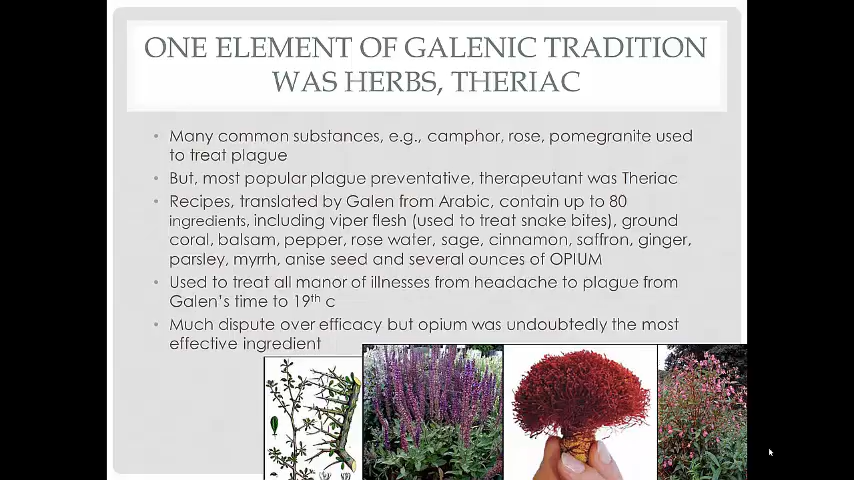 ONE ELEMENT OF GALENIC TRADITION
WAS HERBS, THERIAC
• Many common substances, e.g., camphor, rose, pomegranite used
to treat plague
• But, most popular plague preventative, therapeutant was Theriac
• Recipes, translated by Galen from Arabic, contain up to 80
ingredients, including viper flesh (used to treat snake bites), ground
coral, balsam, pepper, rose water, sage, cinnamon, saffron, ginger,
parsley, myrrh, anise seed and several ounces of OPIUM
• Used to treat all manor of illnesses from headache to plague from
Galen's time to 19th c
• Much dispute over efficacy but opium was undoubtedly the most
effective ingredient